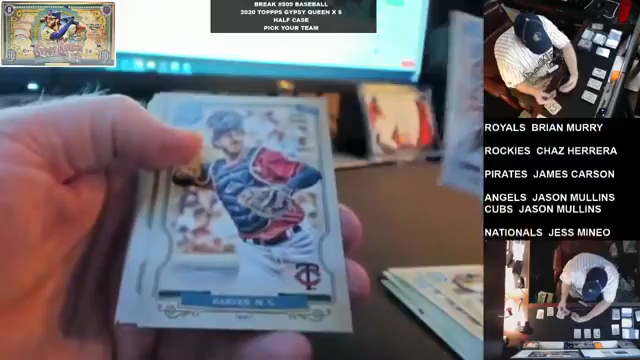 BREAK #509 BASEBALL
2020 TOPPPS GYPSY QUEEN X 5
HALF CASE
PICK YOUR TEAM
ROYALS BRIAN MURRY
ROCKIES CHAZ HERRERA
PIRATES JAMES CARSON
ANGELS JASON MULLINS
CUBS JASON MULLINS
NATIONALS JESS MINEO
TC